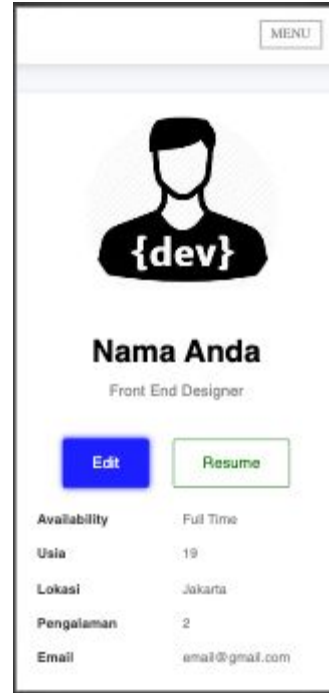 MENU
{dev}
Nama Anda
Front End Designer
Edit Resume
Availability Full Time
Usia 19
Lokasi Jakarta
Pengalaman 2
Email email@gmail.com